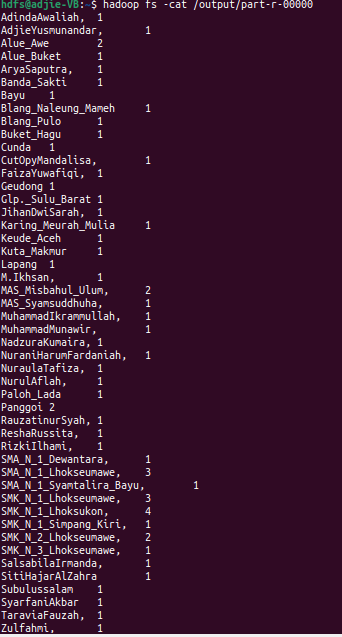 hdfs@adjie-VB:~$ hadoop fs -cat /output/part-r-00000
AdindaAwaliah, 1
AdjieYusmunandar, 1
Alue_Awe 2
Alue_Buket 1
AryaSaputra, 1
Banda_Sakti 1
Bayu 1
Blang_Naleung_Mameh 1
Blang_Pulo 1
Buket_Hagu 1
Cunda 1
CutOpyMandalisa, 1
FaizaYuwafiqi, 1
Geudong 1
Glp._Sulu_Barat 1
JihanDwiSarah, 1
Karing_Meurah_Mulia 1
Keude_Aceh 1
Kuta_Makmur 1
Lapang 1
M.Ikhsan, 1
MAS_Misbahul_Ulum, 2
MAS_Syamsuddhuha, 1
MuhammadIkrammullah, 1
MuhammadMunawir, 1
NadzuraKumaira, 1
NuraniHarumFardaniah, 1
NuraulaTafiza, 1
NurulAflah, 1
Paloh_Lada 1
Panggoi 2
RauzatinurSyah, 1
ReshaRussita, 1
RizkiIlhami, 1
SMA_N_1_Dewantara, 1
SMA_N_1_Lhokseumawe, 3
SMA_N_1_Syamtalira_Bayu, 1
SMK_N_1_Lhokseumawe, 3
SMK_N_1_Lhoksukon, 4
SMK_N_1_Simpang_Kiri, 1
SMK_N_2_Lhokseumawe, 2
SMK_N_3_Lhokseumawe, 1
SalsabilaIrmanda, 1
SitiHajarAlZahra 1
Subulussalam 1
SyarfaniAkbar 1
TaraviaFauzah, 1
Zulfahmi, 1